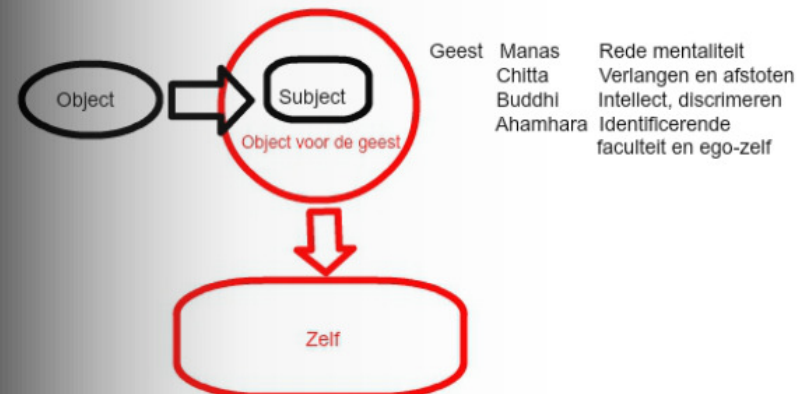 Geest Manas Rede mentaliteit
Chitta Verlangen en afstoten
Buddhi Intellect, discrimeren
Ahamhara Identificerende
faculteit en ego-zelf
Object
Subject
Object voor de geest
Zelf